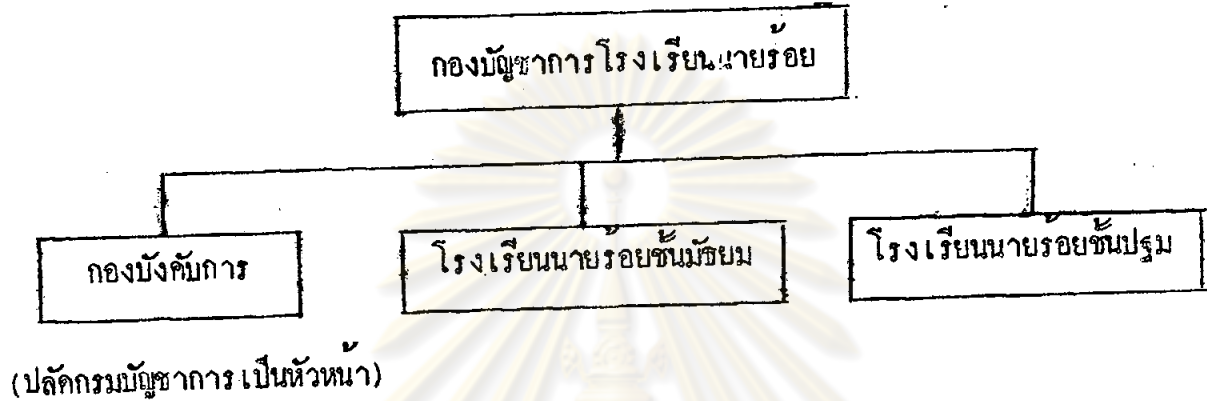 กองบัญชาการโรงเรียนนายร้อย
กองบังคับการ
โรงเรียนนายร้อยชั้นมัธยม
โรงเรียนนายร้อยชั้นปฐม
(ปลัดกรมบัญชาการ เป็นหัวหน้า)